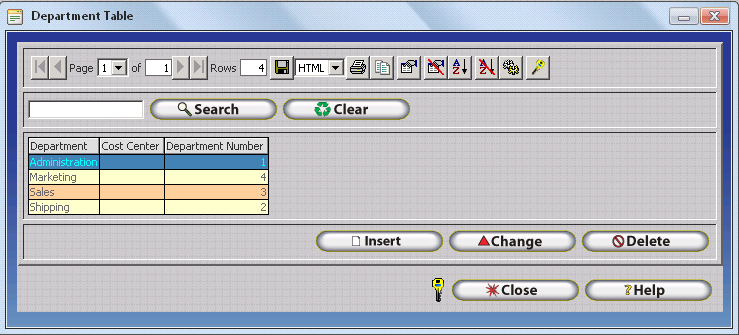 Department Table
Page 1 of 1 Rows 4 HTML A Z A Z
Search Clear
Department Cost Center Department Number
Administration 1
Marketing 4
Sales 3
Shipping 2
Insert Change Delete
Close ? Help